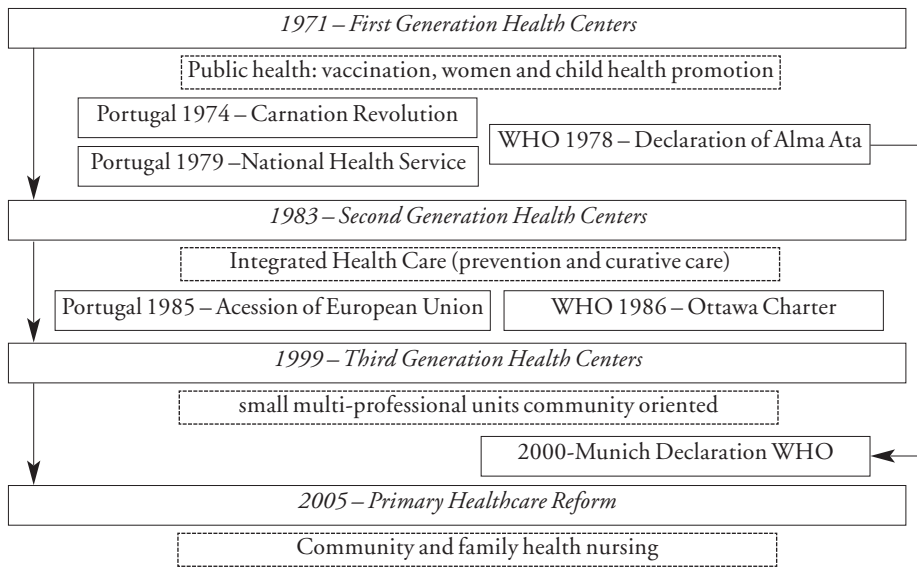 1971 – First Generation Health Centers
Public health: vaccination, women and child health promotion
Portugal 1974 – Carnation Revolution
WHO 1978 – Declaration of Alma Ata
Portugal 1979 –National Health Service
1983 – Second Generation Health Centers
Integrated Health Care (prevention and curative care)
Portugal 1985 – Acession of European Union
WHO 1986 – Ottawa Charter
1999 – Third Generation Health Centers
small multi-professional units community oriented
2000-Munich Declaration WHO
2005 – Primary Healthcare Reform
Community and family health nursing